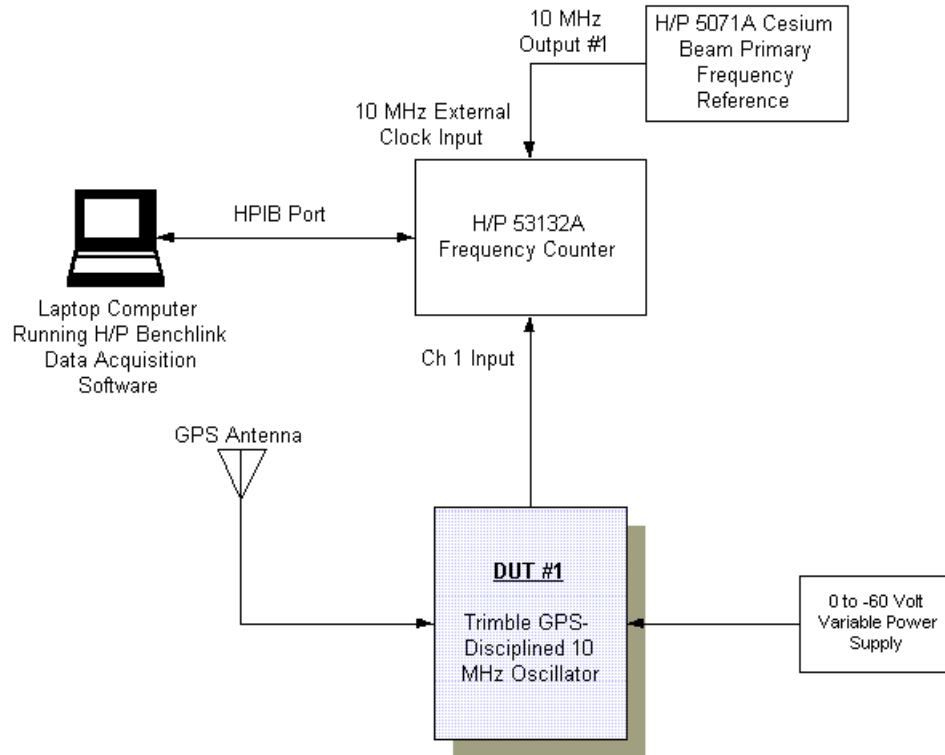 10 MHz
Output #1
H/P 5071A Cesium
Beam Primary
Frequency
Reference
10 MHz External
Clock Input
HPIB Port
H/P 53132A
Frequency Counter
Laptop Computer
Running H/P Benchlink
Data Acquisition
Software
Ch 1 Input
GPS Antenna
DUT #1
Trimble GPS-
Disciplined 10
MHz Oscillator
0 to -60 Volt
Variable Power
Supply